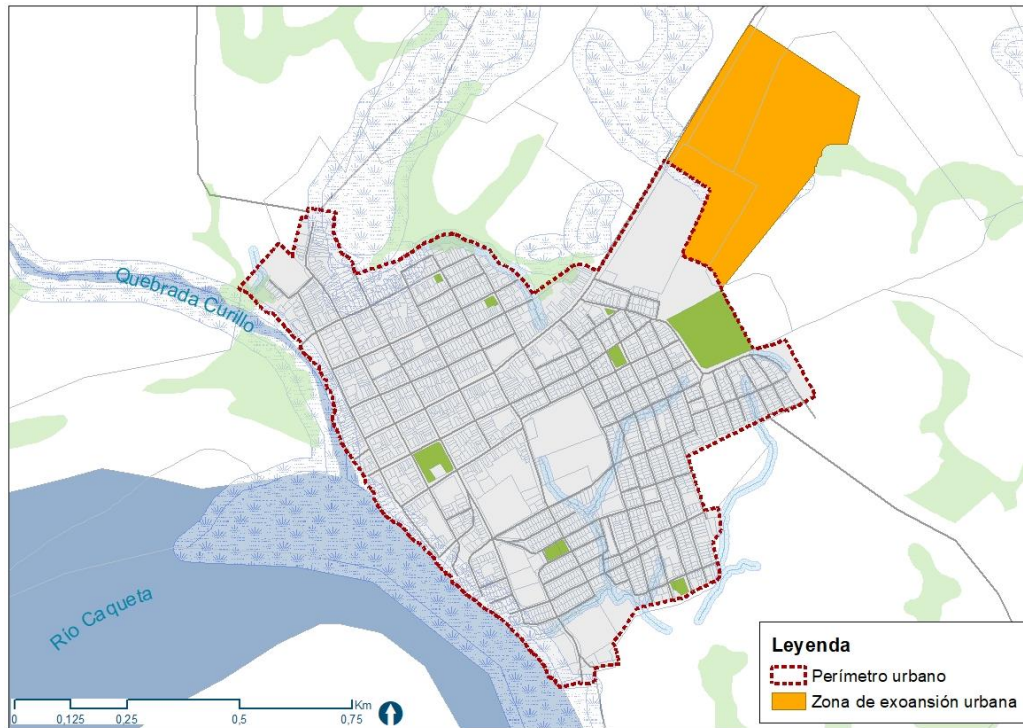 Quebrada Curillo
Río Caqueta
Leyenda
Perímetro urbano
Zona de exoansión urbana
Km
0 0,125 0,25 0,5 0,75